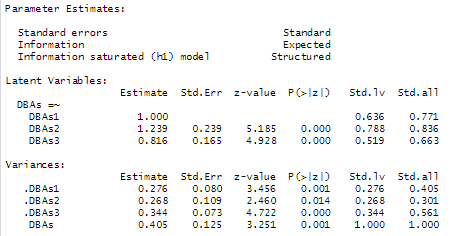 Parameter Estimates:
Standard errors Standard
Information Expected
Information saturated (h1) model Structured
Latent Variables:
Estimate Std.Err z-value P(>|z|) Std.lv Std.all
DBAs =~
DBAs1 1.000 0.636 0.771
DBAs2 1.239 0.239 5.185 0.000 0.788 0.836
DBAs3 0.816 0.165 4.928 0.000 0.519 0.663
Variances:
Estimate Std.Err z-value P(>|z|) Std.lv Std.all
.DBAs1 0.276 0.080 3.456 0.001 0.276 0.405
.DBAs2 0.268 0.109 2.460 0.014 0.268 0.301
.DBAs3 0.344 0.073 4.722 0.000 0.344 0.561
DBAs 0.405 0.125 3.251 0.001 1.000 1.000